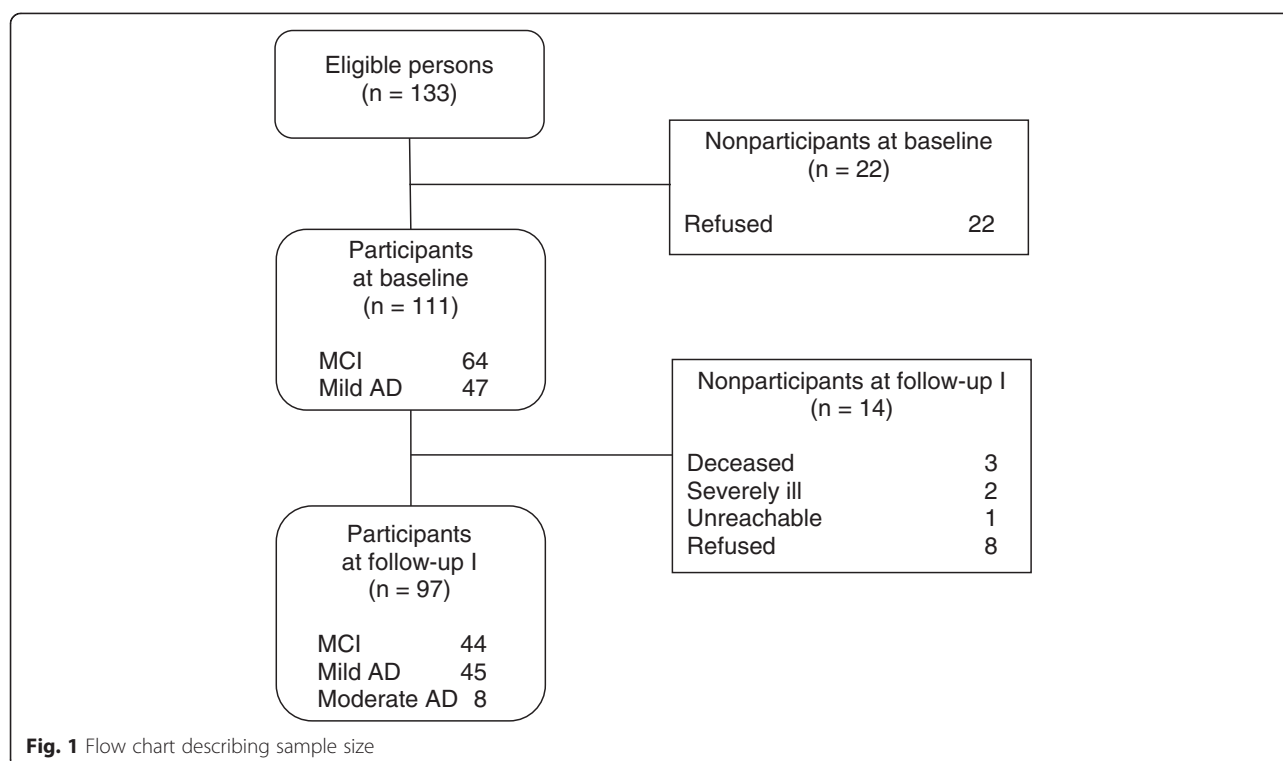 Eligible persons
(n = 133)
Nonparticipants at baseline
(n = 22)
Refused 22
Participants
at baseline
(n = 111)
MCI 64
Mild AD 47
Nonparticipants at follow-up I
(n = 14)
Deceased 3
Severely ill 2
Unreachable 1
Refused 8
Participants
at follow-up I
(n = 97)
MCI 44
Mild AD 45
Moderate AD 8
Fig. 1 Flow chart describing sample size